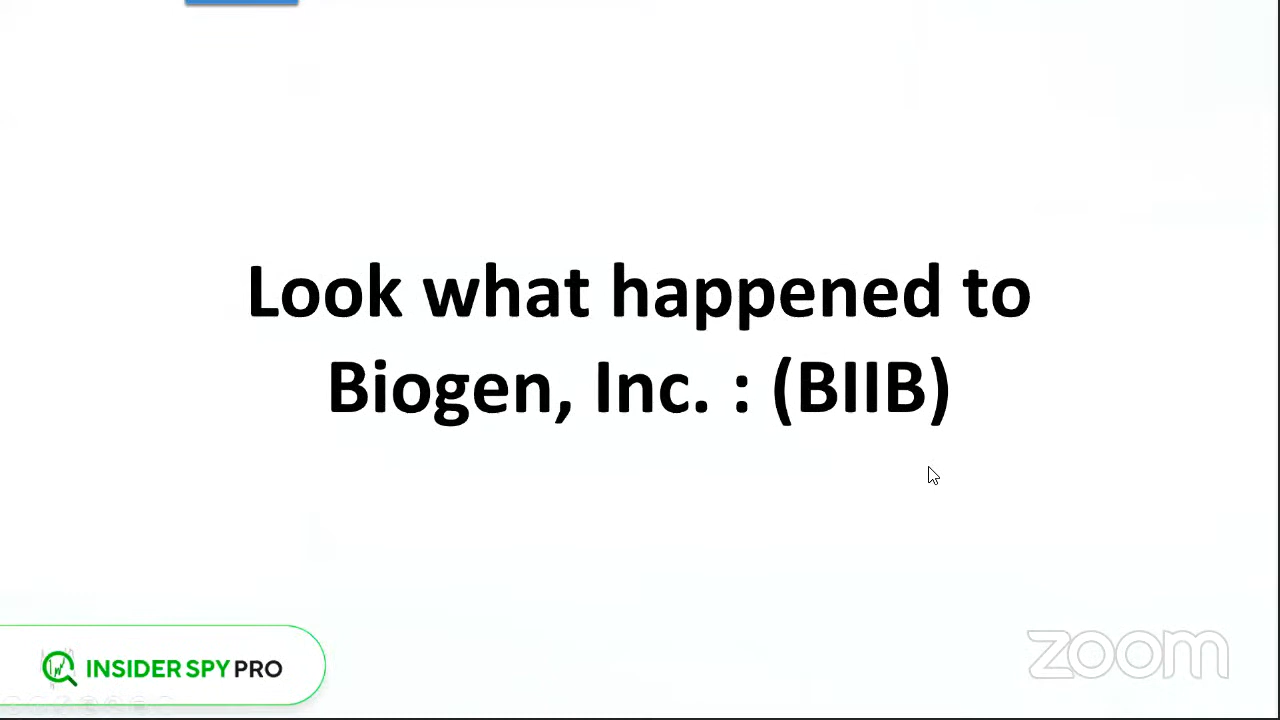 Look what happened to
Biogen, Inc. : (BIIB)
INSIDER SPY PRO
zoom